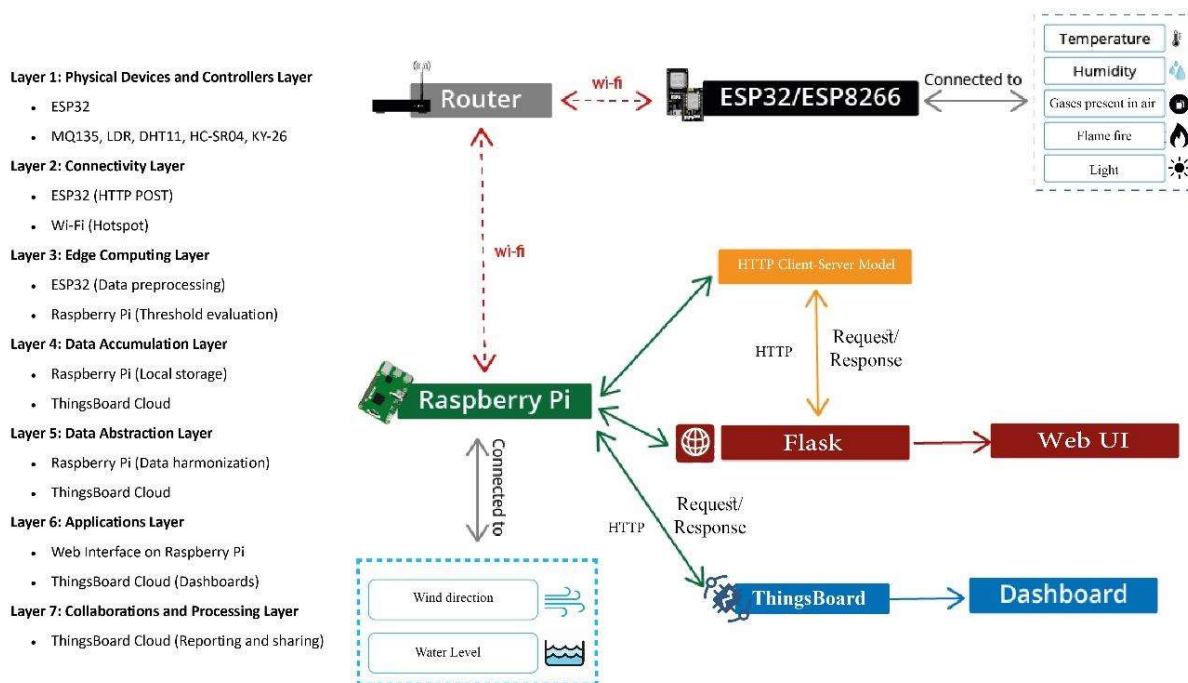 Layer 1: Physical Devices and Controllers Layer
• ESP32
• MQ135, LDR, DHT11, HC-SR04, KY-26
Layer 2: Connectivity Layer
• ESP32 (HTTP POST)
• Wi-Fi (Hotspot)
Layer 3: Edge Computing Layer
• ESP32 (Data preprocessing)
• Raspberry Pi (Threshold evaluation)
Layer 4: Data Accumulation Layer
• Raspberry Pi (Local storage)
• ThingsBoard Cloud
Layer 5: Data Abstraction Layer
• Raspberry Pi (Data harmonization)
• ThingsBoard Cloud
Layer 6: Applications Layer
• Web Interface on Raspberry Pi
• ThingsBoard Cloud (Dashboards)
Layer 7: Collaborations and Processing Layer
• ThingsBoard Cloud (Reporting and sharing)
Router
wi-fi
ESP32/ESP8266
Connected to
Temperature
Humidity
Gases present in air
Flame fire
Light
wi-fi
HTTP Client-Server Model
HTTP
Request/
Response
Raspberry Pi
Flask
Web UI
Connected to
HTTP
Request/
Response
ThingsBoard
Dashboard
Wind direction
Water Level